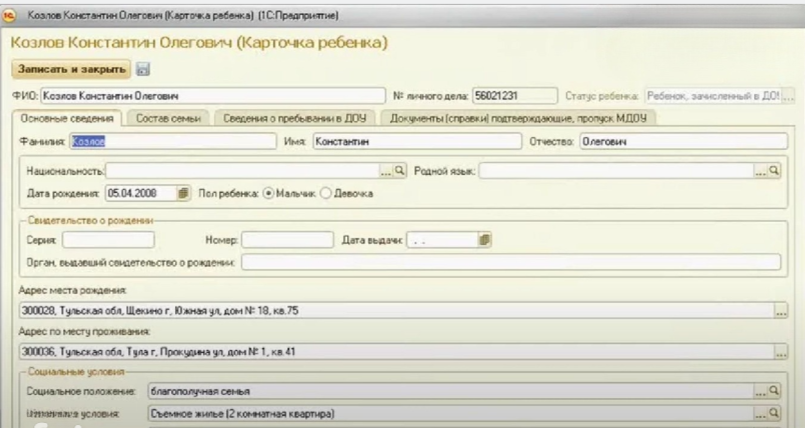 Козлов Константин Олегович (Карточка ребенка) (1С:Предприятие)
Козлов Константин Олегович (Карточка ребенка)
Записать и закрыть
ФИО: Козлов Константин Олегович № личного дела: 56021231 Статус ребенка: Ребенок, зачисленный в ДО
Основные сведения Состав семьи Сведения о пребывании в ДОУ Документы (справки) подтверждающие, пропуск МДОУ
Фамилия: Козлов Имя: Константин Отчество: Олегович
Национальность: ... Родной язык: ...
Дата рождения: 05.04.2008 Пол ребенка: Мальчик Девочка
Свидетельство о рождении
Серия: Номер: Дата выдачи: . .
Орган, выдавший свидетельство о рождении:
Адрес места рождения:
300028, Тульская обл, Щекино г, Южная ул, дом № 18, кв.75 ...
Адрес по месту проживания:
300036, Тульская обл, Тула г, Прокудина ул, дом № 1, кв.41 ...
Социальные условия
Социальное положение: благополучная семья ...
условия: Съемное жилье (2 комнатная квартира) ...